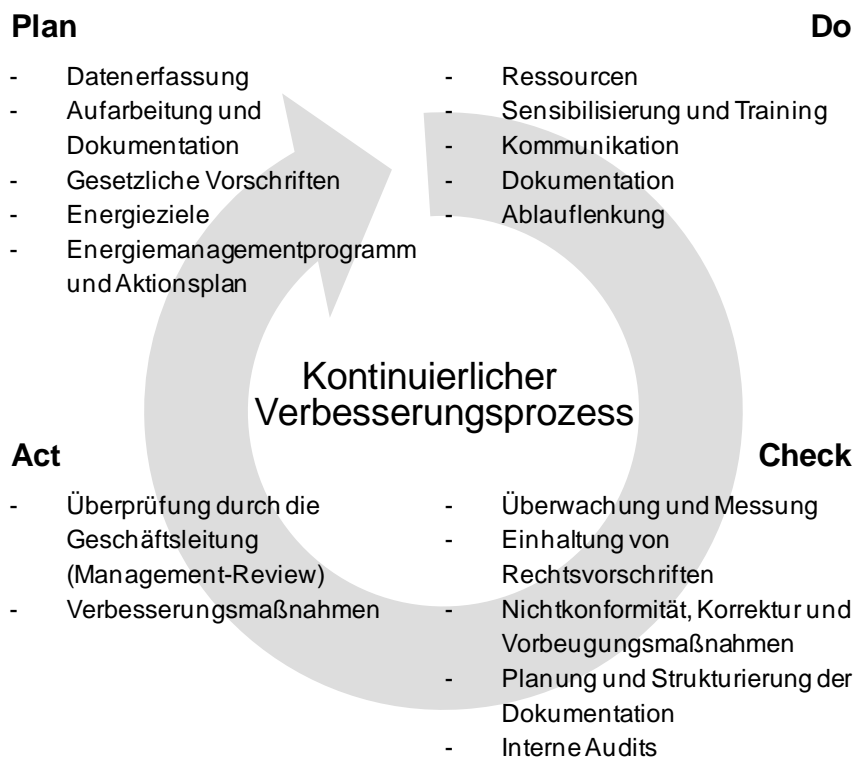 Plan
- Datenerfassung
- Aufarbeitung und
Dokumentation
- Gesetzliche Vorschriften
- Energieziele
- Energiemanagementprogramm
und Aktionsplan
Do
- Ressourcen
- Sensibilisierung und Training
- Kommunikation
- Dokumentation
- Ablauflenkung
Kontinuierlicher
Verbesserungsprozess
Act
- Überprüfung durch die
Geschäftsleitung
(Management-Review)
- Verbesserungsmaßnahmen
Check
- Überwachung und Messung
- Einhaltung von
Rechtsvorschriften
- Nichtkonformität, Korrektur und
Vorbeugungsmaßnahmen
- Planung und Strukturierung der
Dokumentation
- Interne Audits